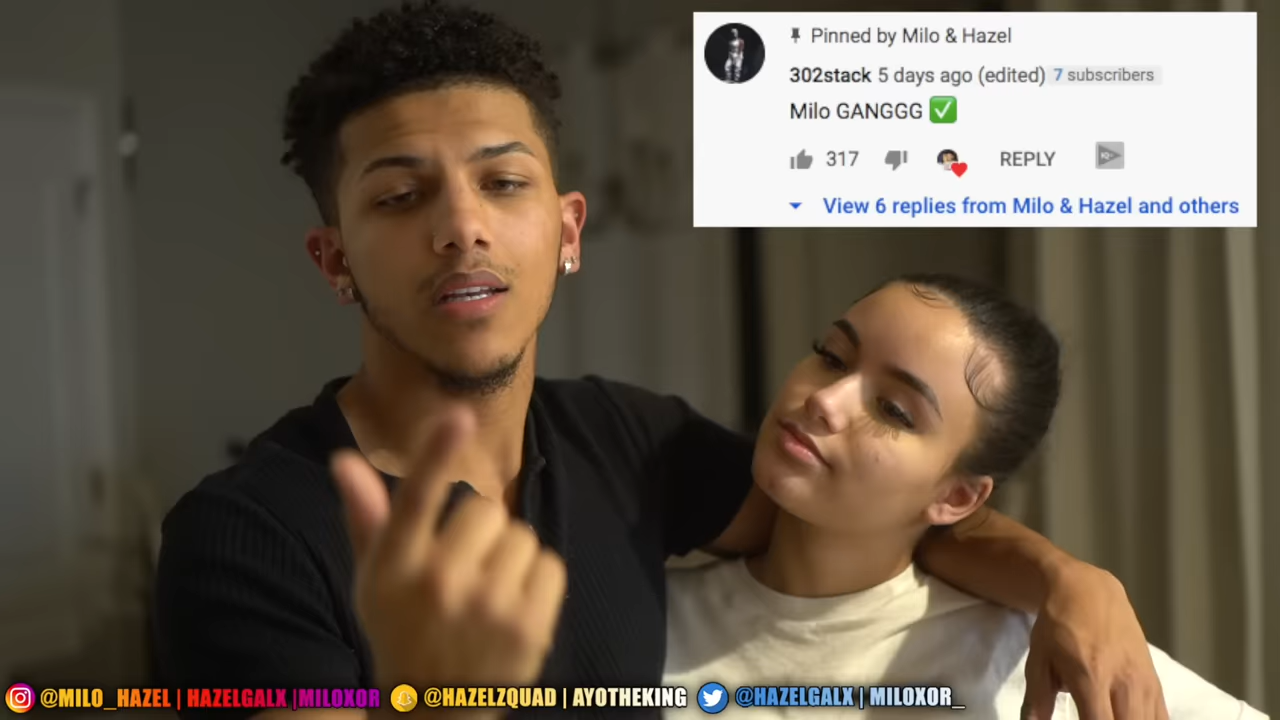 Pinned by Milo & Hazel
302stack 5 days ago (edited) 7 subscribers
Milo GANGGG ✅
317 REPLY
View 6 replies from Milo & Hazel and others
@MILO_HAZEL | HAZELGALX |MILOXOR @HAZELZQUAD | AYOTHEKING @HAZELGALX | MILOXOR_